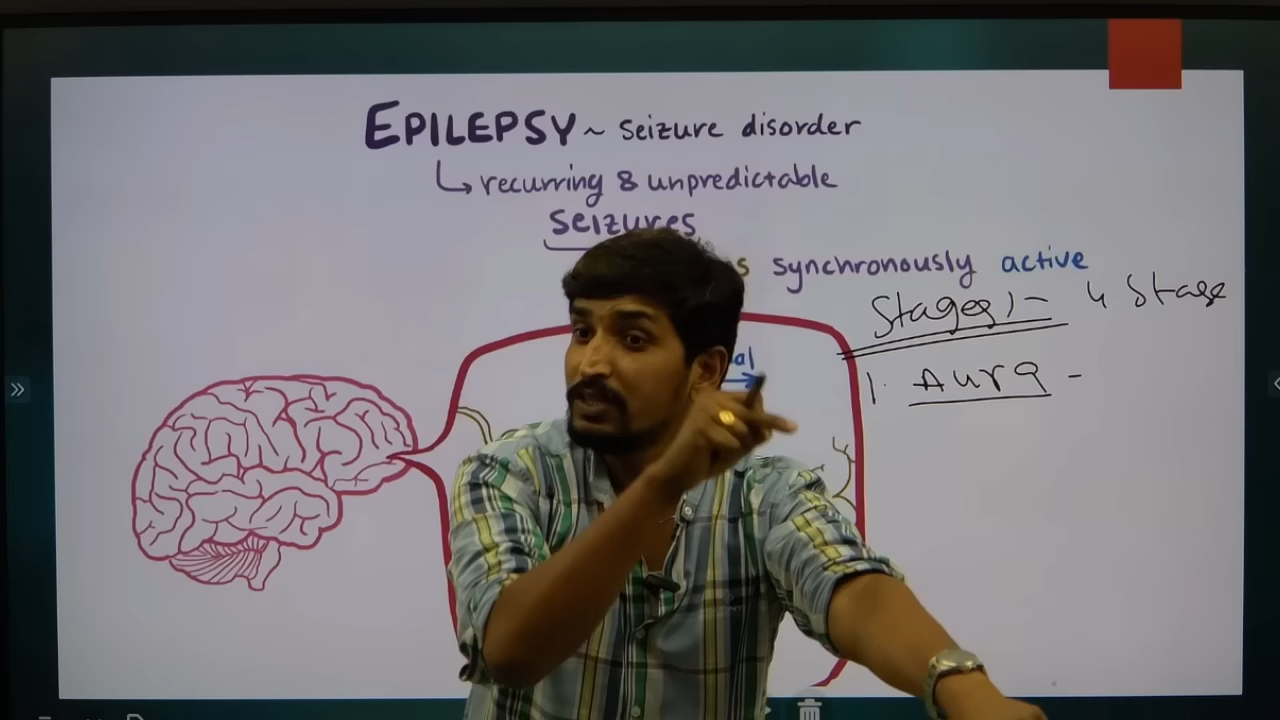 EPILEPSY ~ seizure disorder
↳ recurring & unpredictable
seizures
synchronously active
Stages :- 4 Stage
1. Aura -